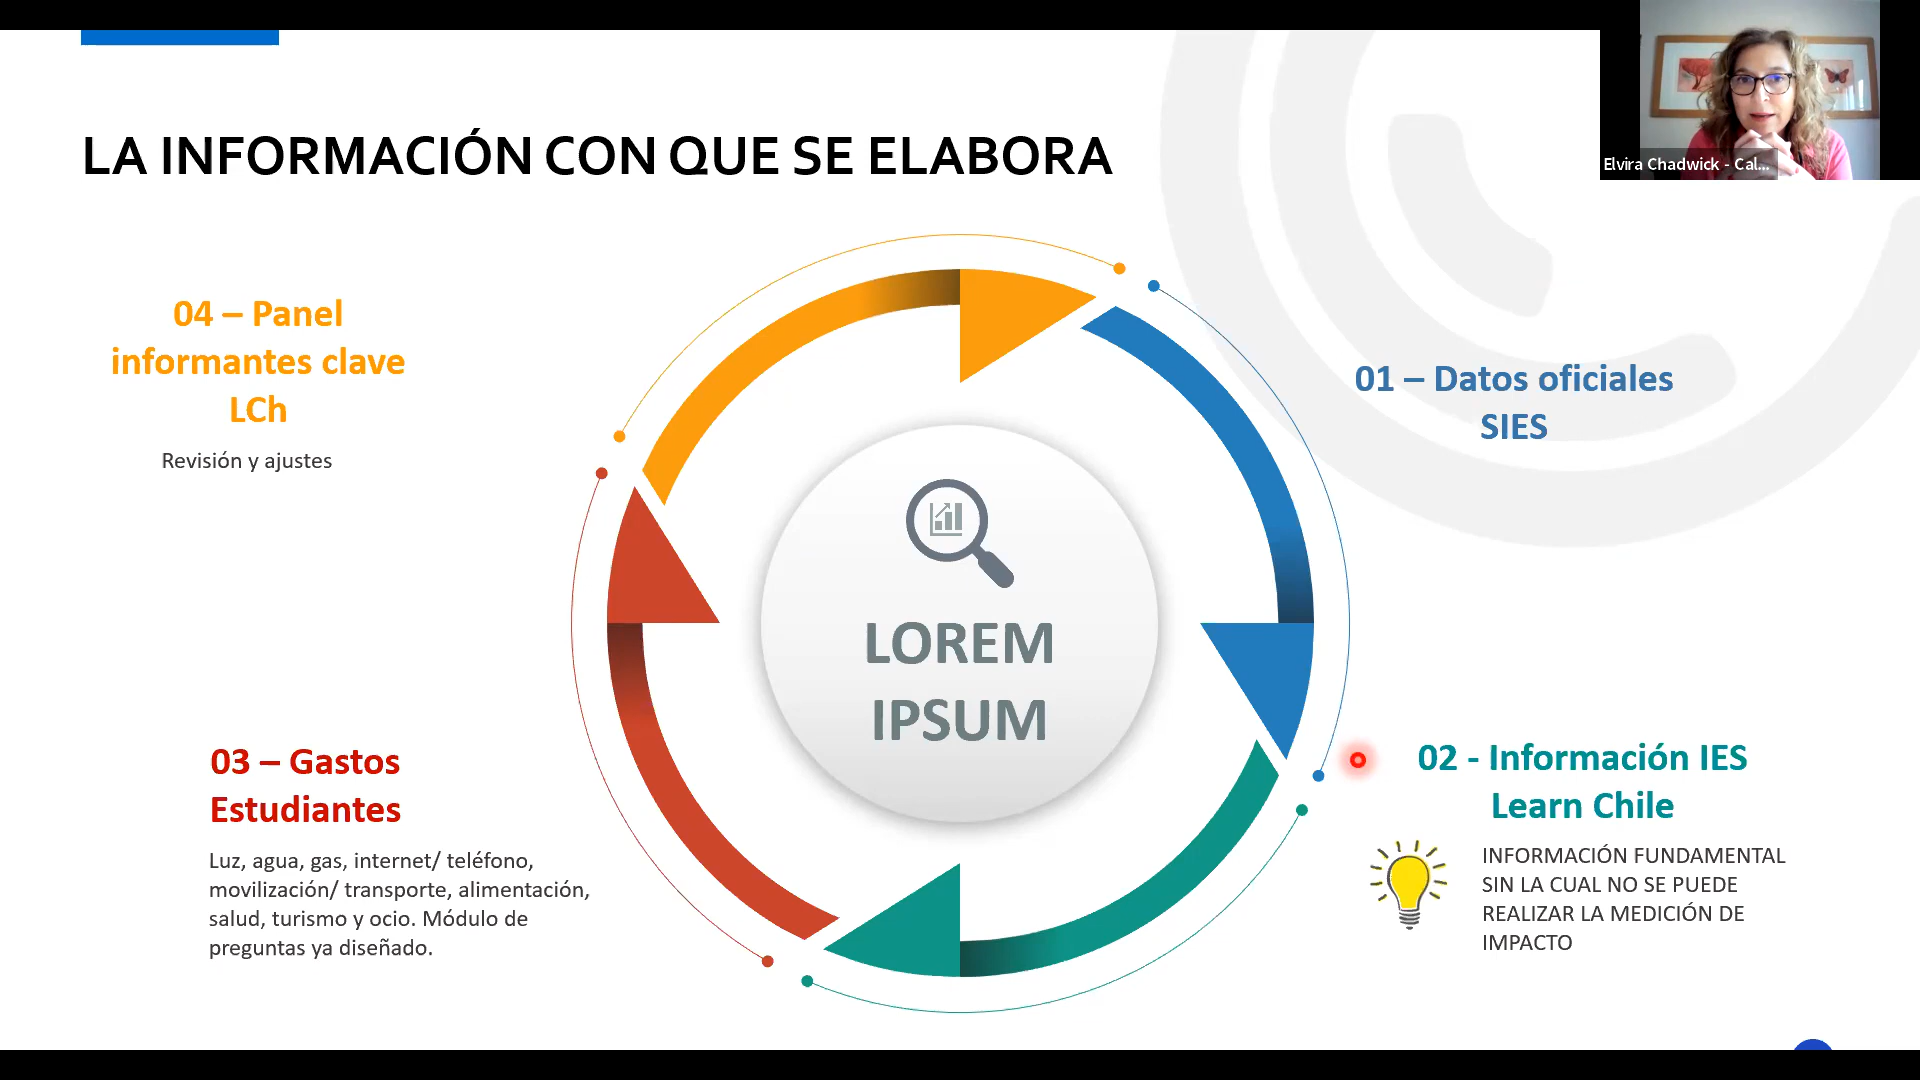 LA INFORMACIÓN CON QUE SE ELABORA
Elvira Chadwick - Cal...
04 – Panel
informantes clave
LCh
Revisión y ajustes
01 – Datos oficiales
SIES
LOREM
IPSUM
03 – Gastos
Estudiantes
Luz, agua, gas, internet/ teléfono,
movilización/ transporte, alimentación,
salud, turismo y ocio. Módulo de
preguntas ya diseñado.
02 - Información IES
Learn Chile
INFORMACIÓN FUNDAMENTAL
SIN LA CUAL NO SE PUEDE
REALIZAR LA MEDICIÓN DE
IMPACTO